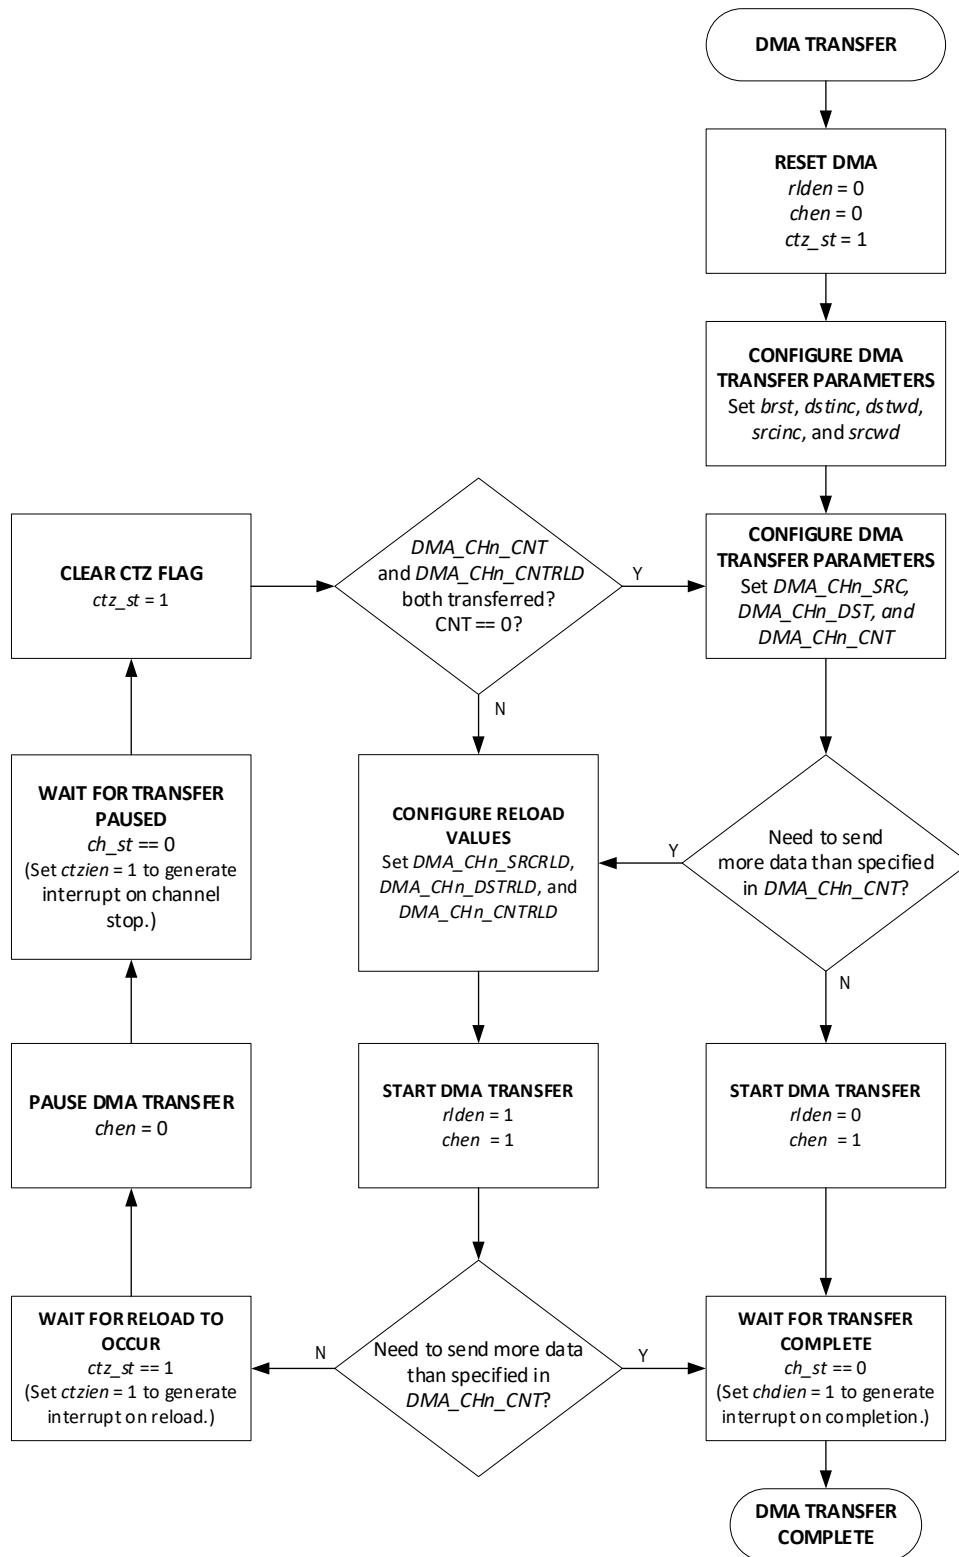 DMA TRANSFER
RESET DMA
rlden = 0
chen = 0
ctz_st = 1
CONFIGURE DMA
TRANSFER PARAMETERS
Set brst, dstinc, dstwd,
srcinc, and srcwd
CLEAR CTZ FLAG
ctz_st = 1
DMA_CHn_CNT
and DMA_CHn_CNTRLD
both transferred?
CNT == 0?
Y
N
CONFIGURE DMA
TRANSFER PARAMETERS
Set DMA_CHn_SRC,
DMA_CHn_DST, and
DMA_CHn_CNT
WAIT FOR TRANSFER
PAUSED
ch_st == 0
(Set ctzien = 1 to generate
interrupt on channel
stop.)
CONFIGURE RELOAD
VALUES
Set DMA_CHn_SRCRLD,
DMA_CHn_DSTRLD, and
DMA_CHn_CNTRLD
Y
Need to send
more data than specified
in DMA_CHn_CNT?
N
PAUSE DMA TRANSFER
chen = 0
START DMA TRANSFER
rlden = 1
chen = 1
START DMA TRANSFER
rlden = 0
chen = 1
WAIT FOR RELOAD TO
OCCUR
ctz_st == 1
(Set ctzien = 1 to generate
interrupt on reload.)
N
Need to send more data
than specified in
DMA_CHn_CNT?
Y
WAIT FOR TRANSFER
COMPLETE
ch_st == 0
(Set chdien = 1 to generate
interrupt on completion.)
DMA TRANSFER
COMPLETE